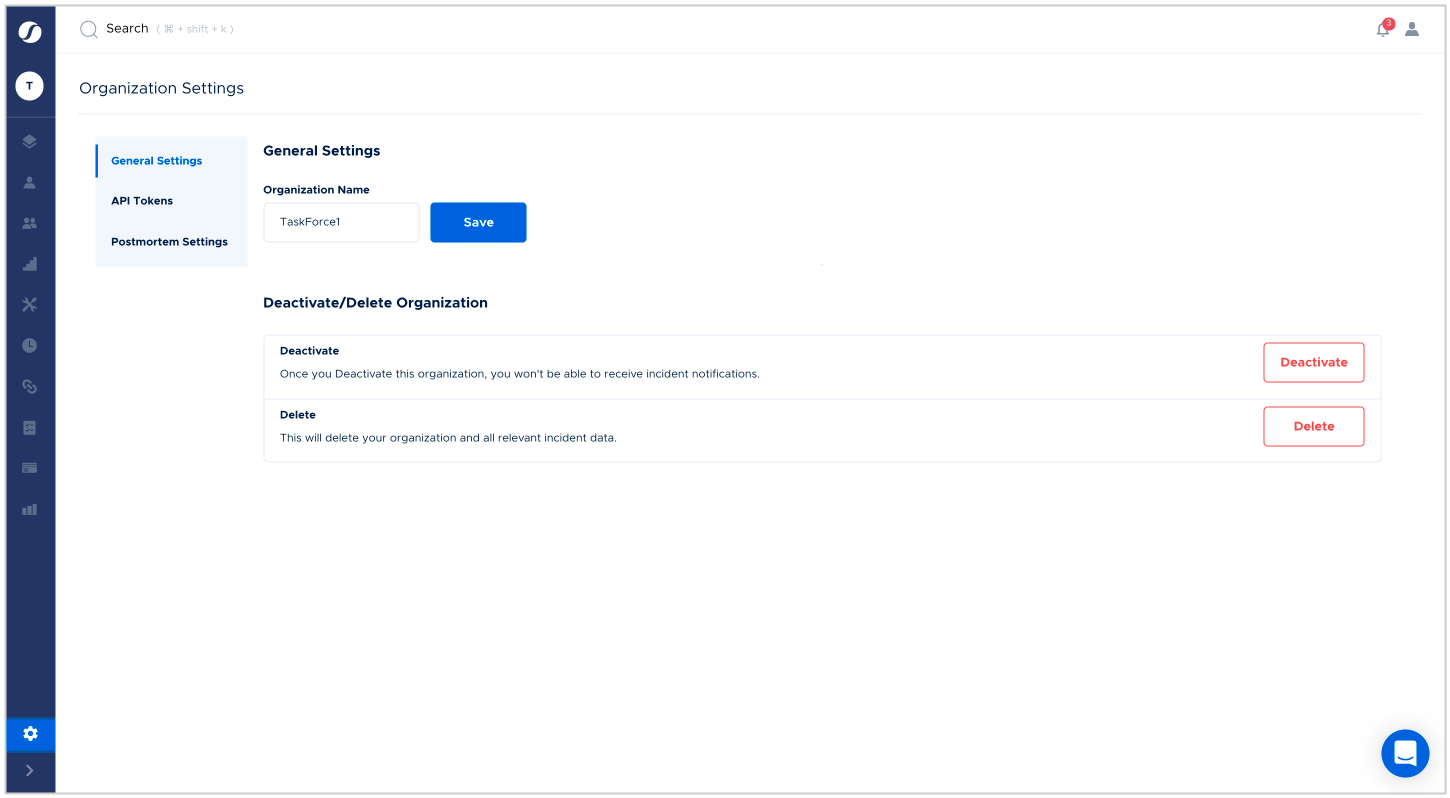 Search ( ⌘ + shift + k )
3
T
Organization Settings
General Settings
API Tokens
Postmortem Settings
General Settings
Organization Name
TaskForce1
Save
Deactivate/Delete Organization
Deactivate
Once you Deactivate this organization, you won't be able to receive incident notifications.
Deactivate
Delete
This will delete your organization and all relevant incident data.
Delete